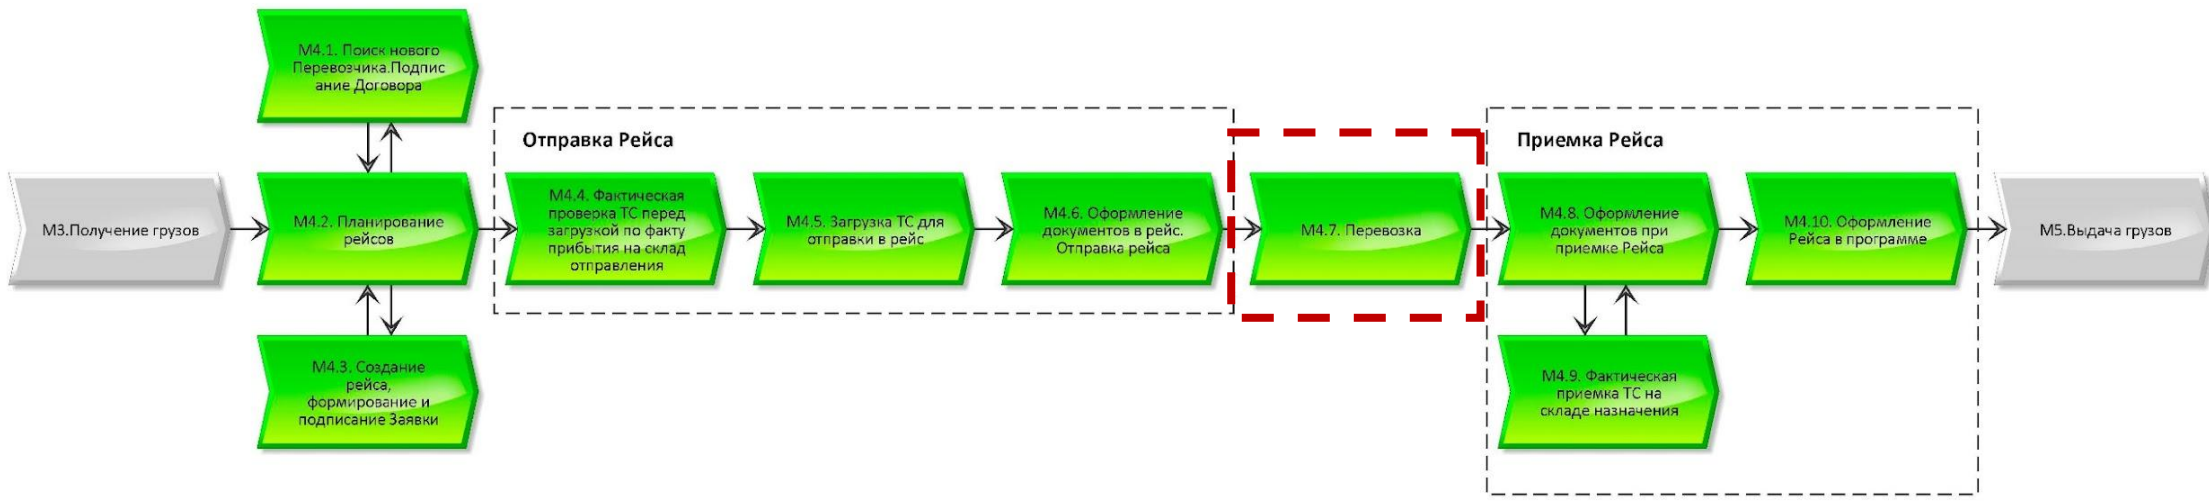 М4.1. Поиск нового
Перевозчика.Подпис
ание Договора
Отправка Рейса
Приемка Рейса
М3.Получение грузов
М4.2. Планирование
рейсов
М4.4. Фактическая
проверка ТС перед
загрузкой по факту
прибытия на склад
отправления
М4.5. Загрузка ТС для
отправки в рейс
М4.6. Оформление
документов в рейс.
Отправка рейса
М4.7. Перевозка
М4.8. Оформление
документов при
приемке Рейса
М4.10. Оформление
Рейса в программе
М5.Выдача грузов
М4.3. Создание
рейса,
формирование и
подписание Заявки
М4.9. Фактическая
приемка ТС на
складе назначения